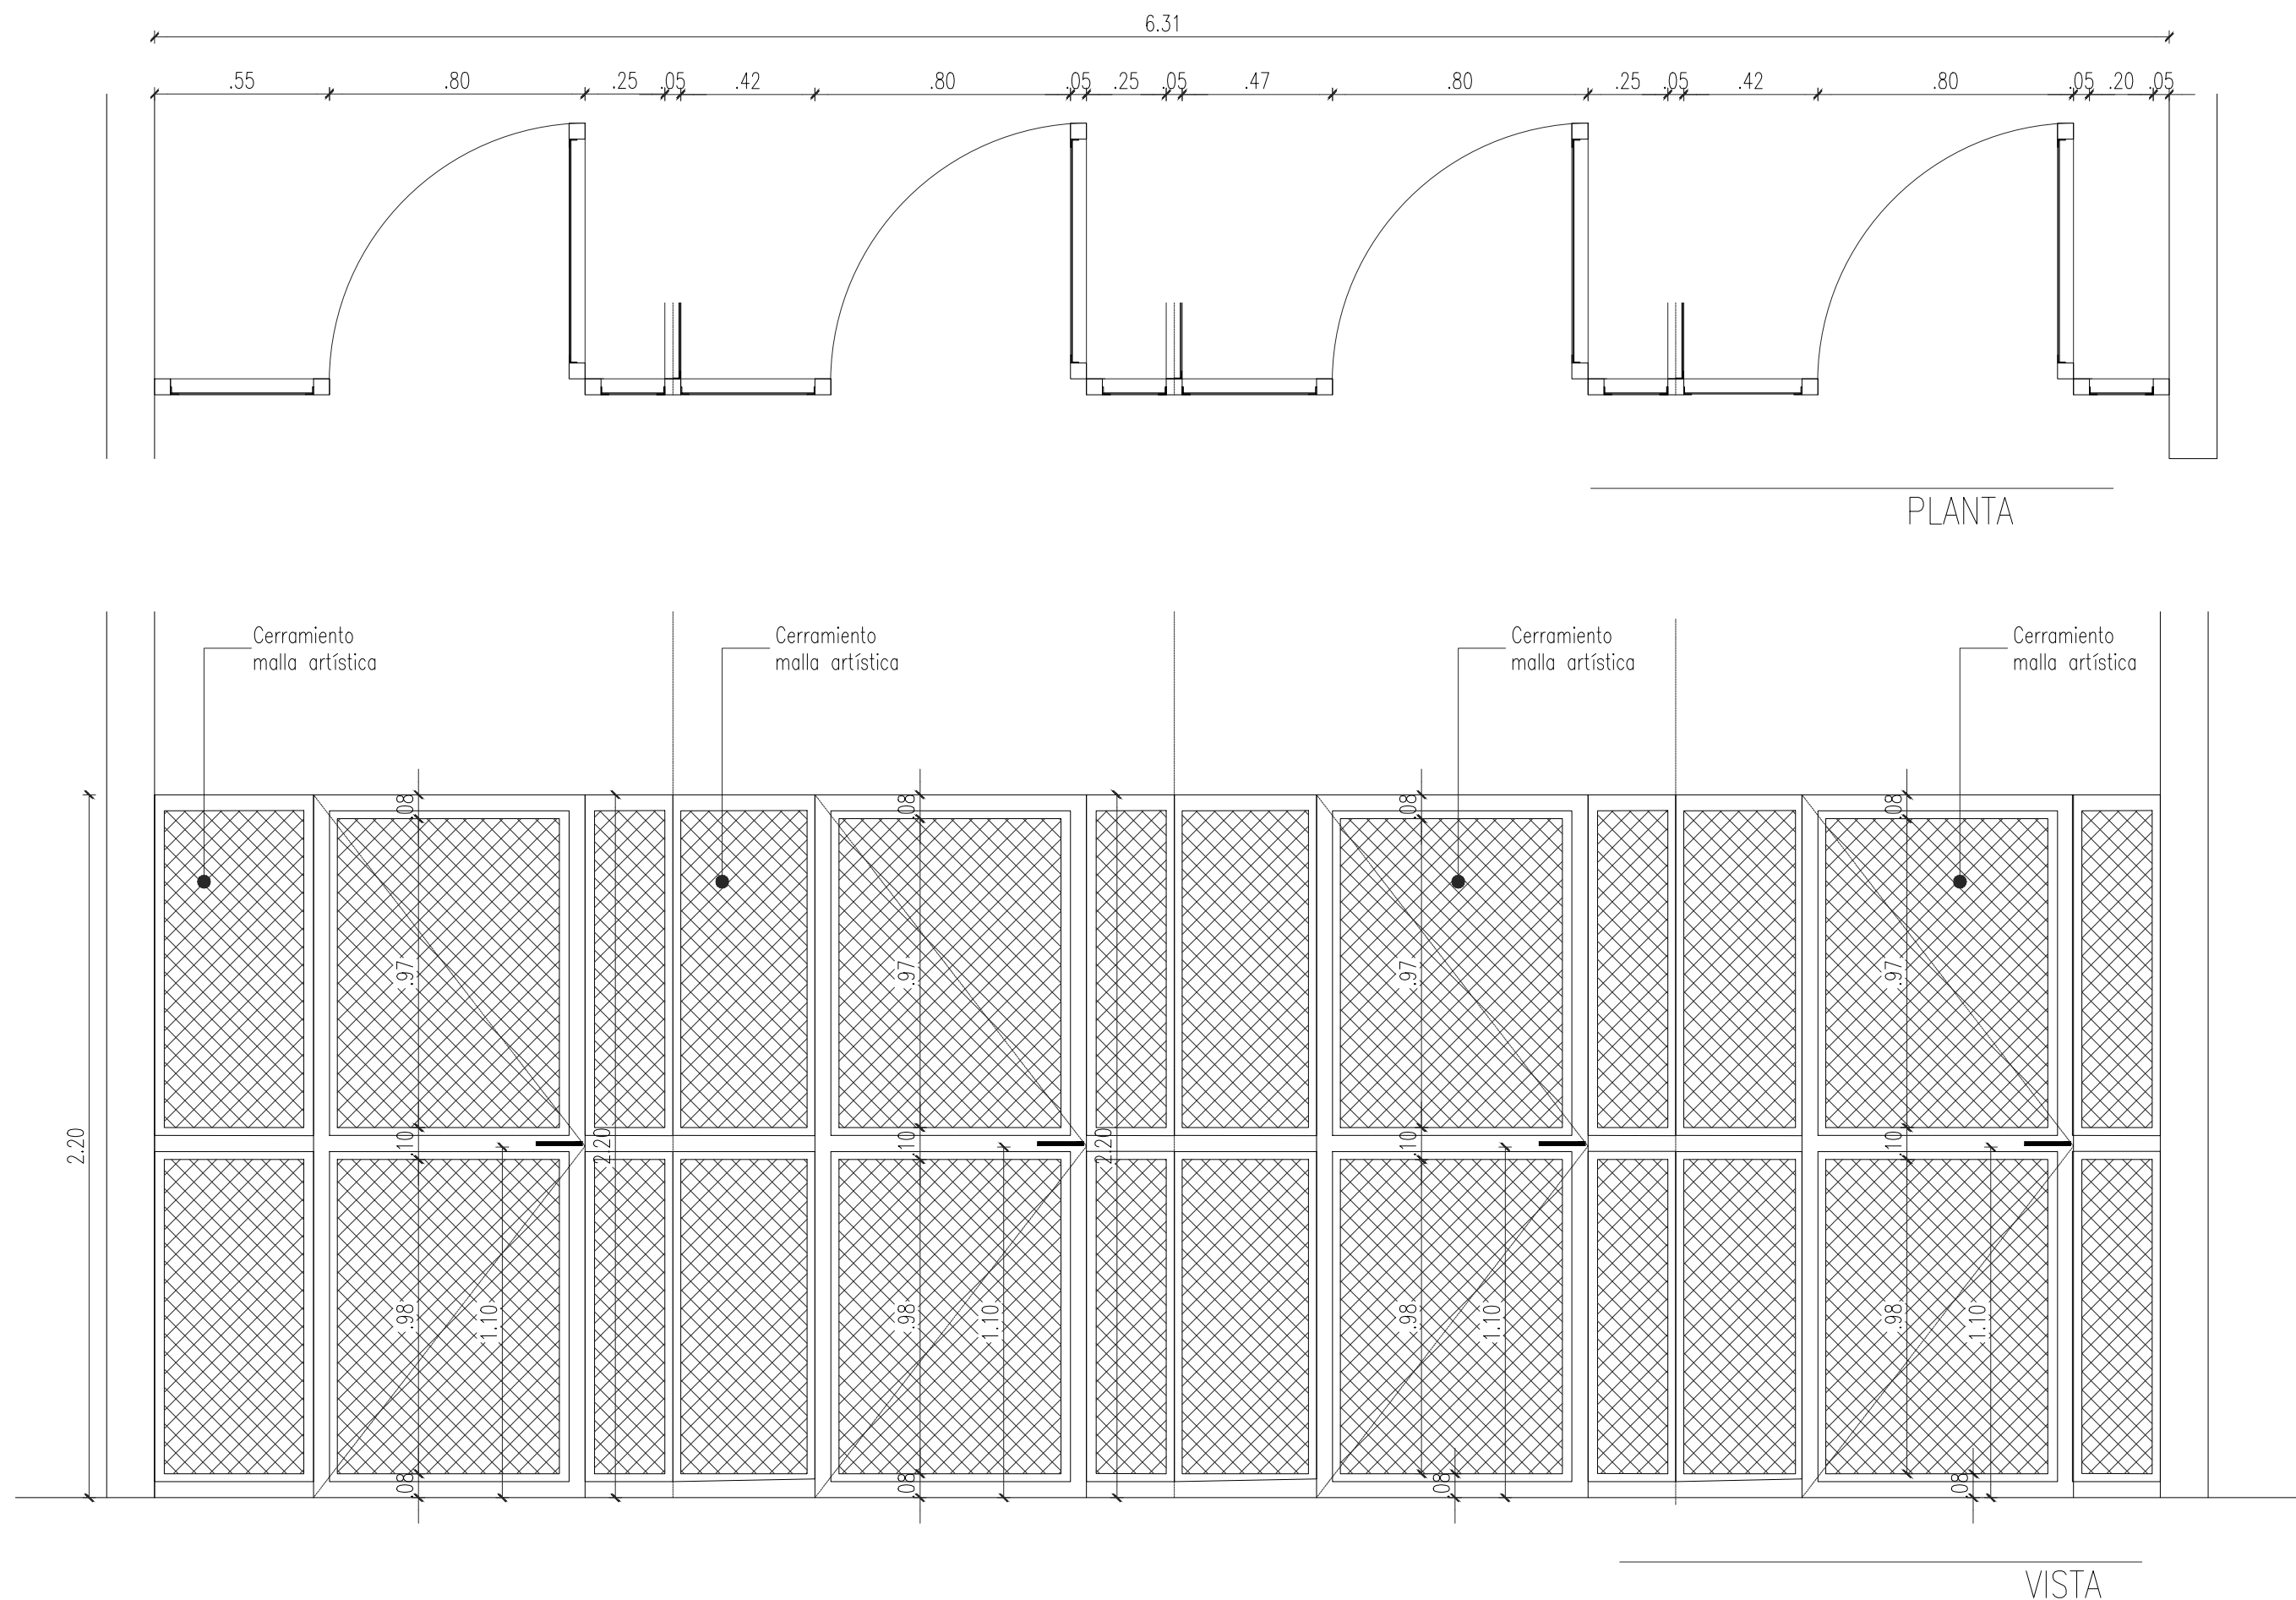 6.31
.55 .80 .25 .05 .42 .80 .05 .25 .05 .47 .80 .25 .05 .42 .80 .05 .20 .05
PLANTA
Cerramiento
malla artística
Cerramiento
malla artística
Cerramiento
malla artística
Cerramiento
malla artística
.08 .08 .08 .08
.97 .97 .97 .97
2.20 .10 2.20 .10 2.20 .10 .10
.98 1.10 .98 1.10 .98 1.10 .98 1.10
.08 .08 .08 .08
VISTA